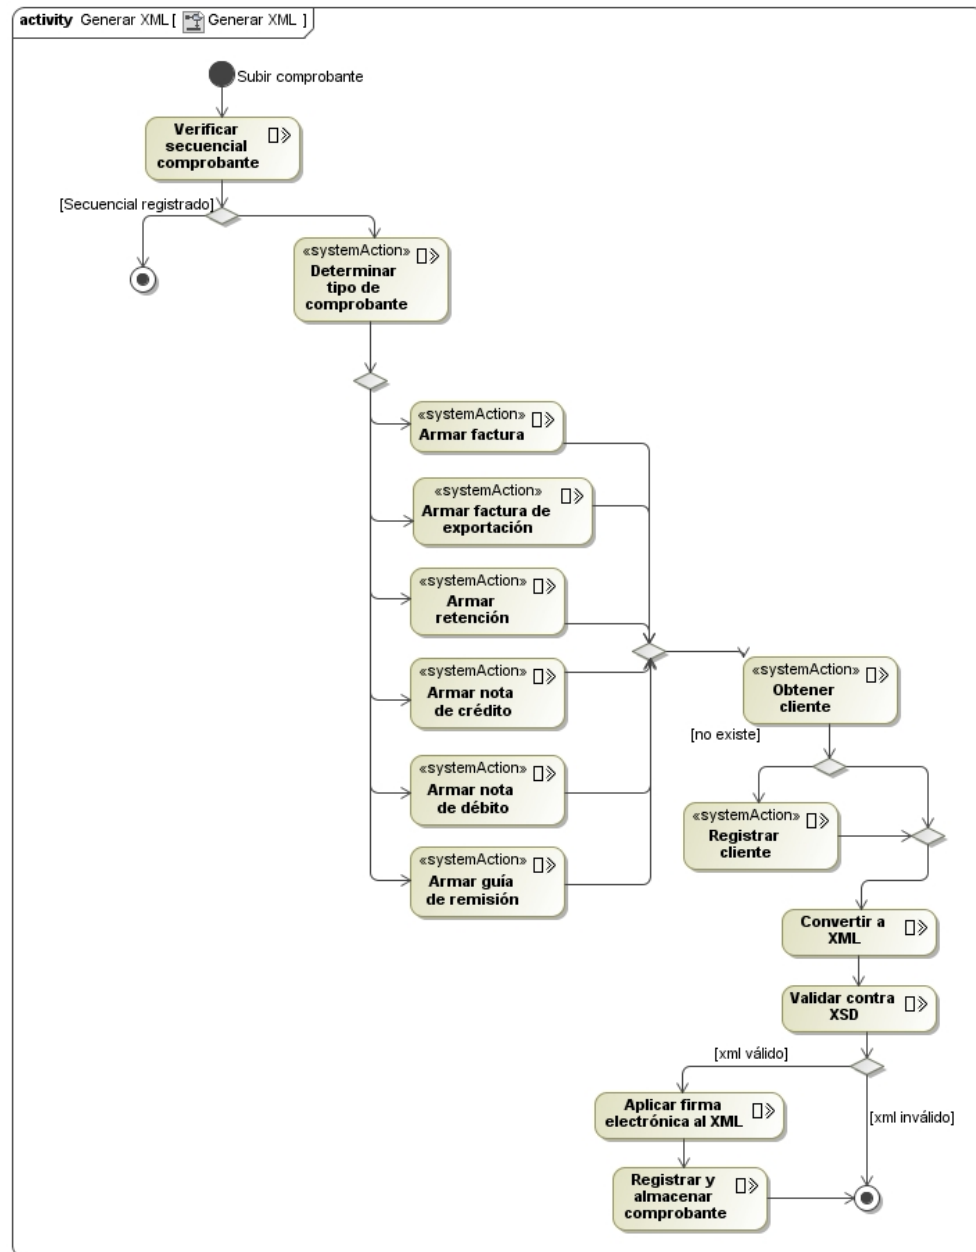 activity Generar XML [ Generar XML ]
Subir comprobante
Verificar
secuencial
comprobante
[Secuencial registrado]
«systemAction»
Determinar
tipo de
comprobante
«systemAction»
Armar factura
«systemAction»
Armar factura de
exportación
«systemAction»
Armar
retención
«systemAction»
Armar nota
de crédito
«systemAction»
Armar nota
de débito
«systemAction»
Armar guía
de remisión
«systemAction»
Obtener
cliente
[no existe]
«systemAction»
Registrar
cliente
Convertir a
XML
Validar contra
XSD
[xml válido]
[xml inválido]
Aplicar firma
electrónica al XML
Registrar y
almacenar
comprobante